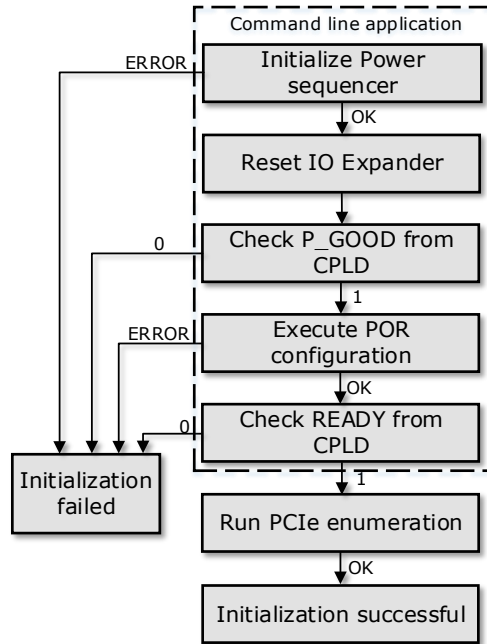 Command line application
ERROR
Initialize Power
sequencer
OK
Reset IO Expander
0
Check P_GOOD from
CPLD
1
ERROR
Execute POR
configuration
OK
0
Check READY from
CPLD
Initialization
failed
1
Run PCIe enumeration
OK
Initialization successful